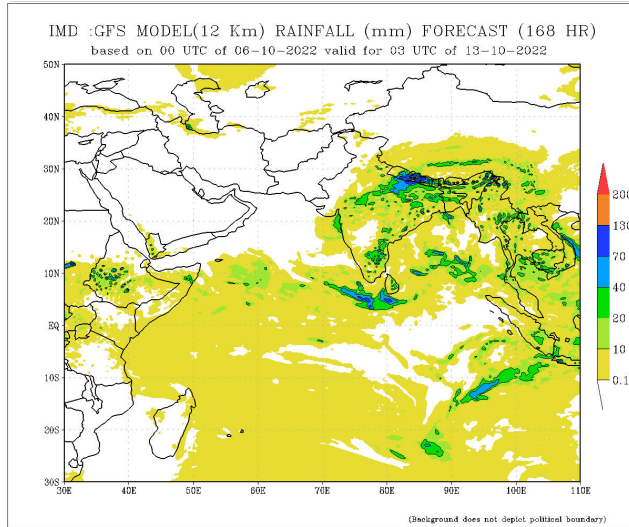 IMD :GFS MODEL(12 Km) RAINFALL (mm) FORECAST (168 HR)
based on 00 UTC of 06-10-2022 valid for 03 UTC of 13-10-2022
50N
40N
30N
20N
10N
EQ
10S
20S
30S
30E 40E 50E 60E 70E 80E 90E 100E 110E
200
130
70
40
20
10
0.1
(Background does not depict political boundary)